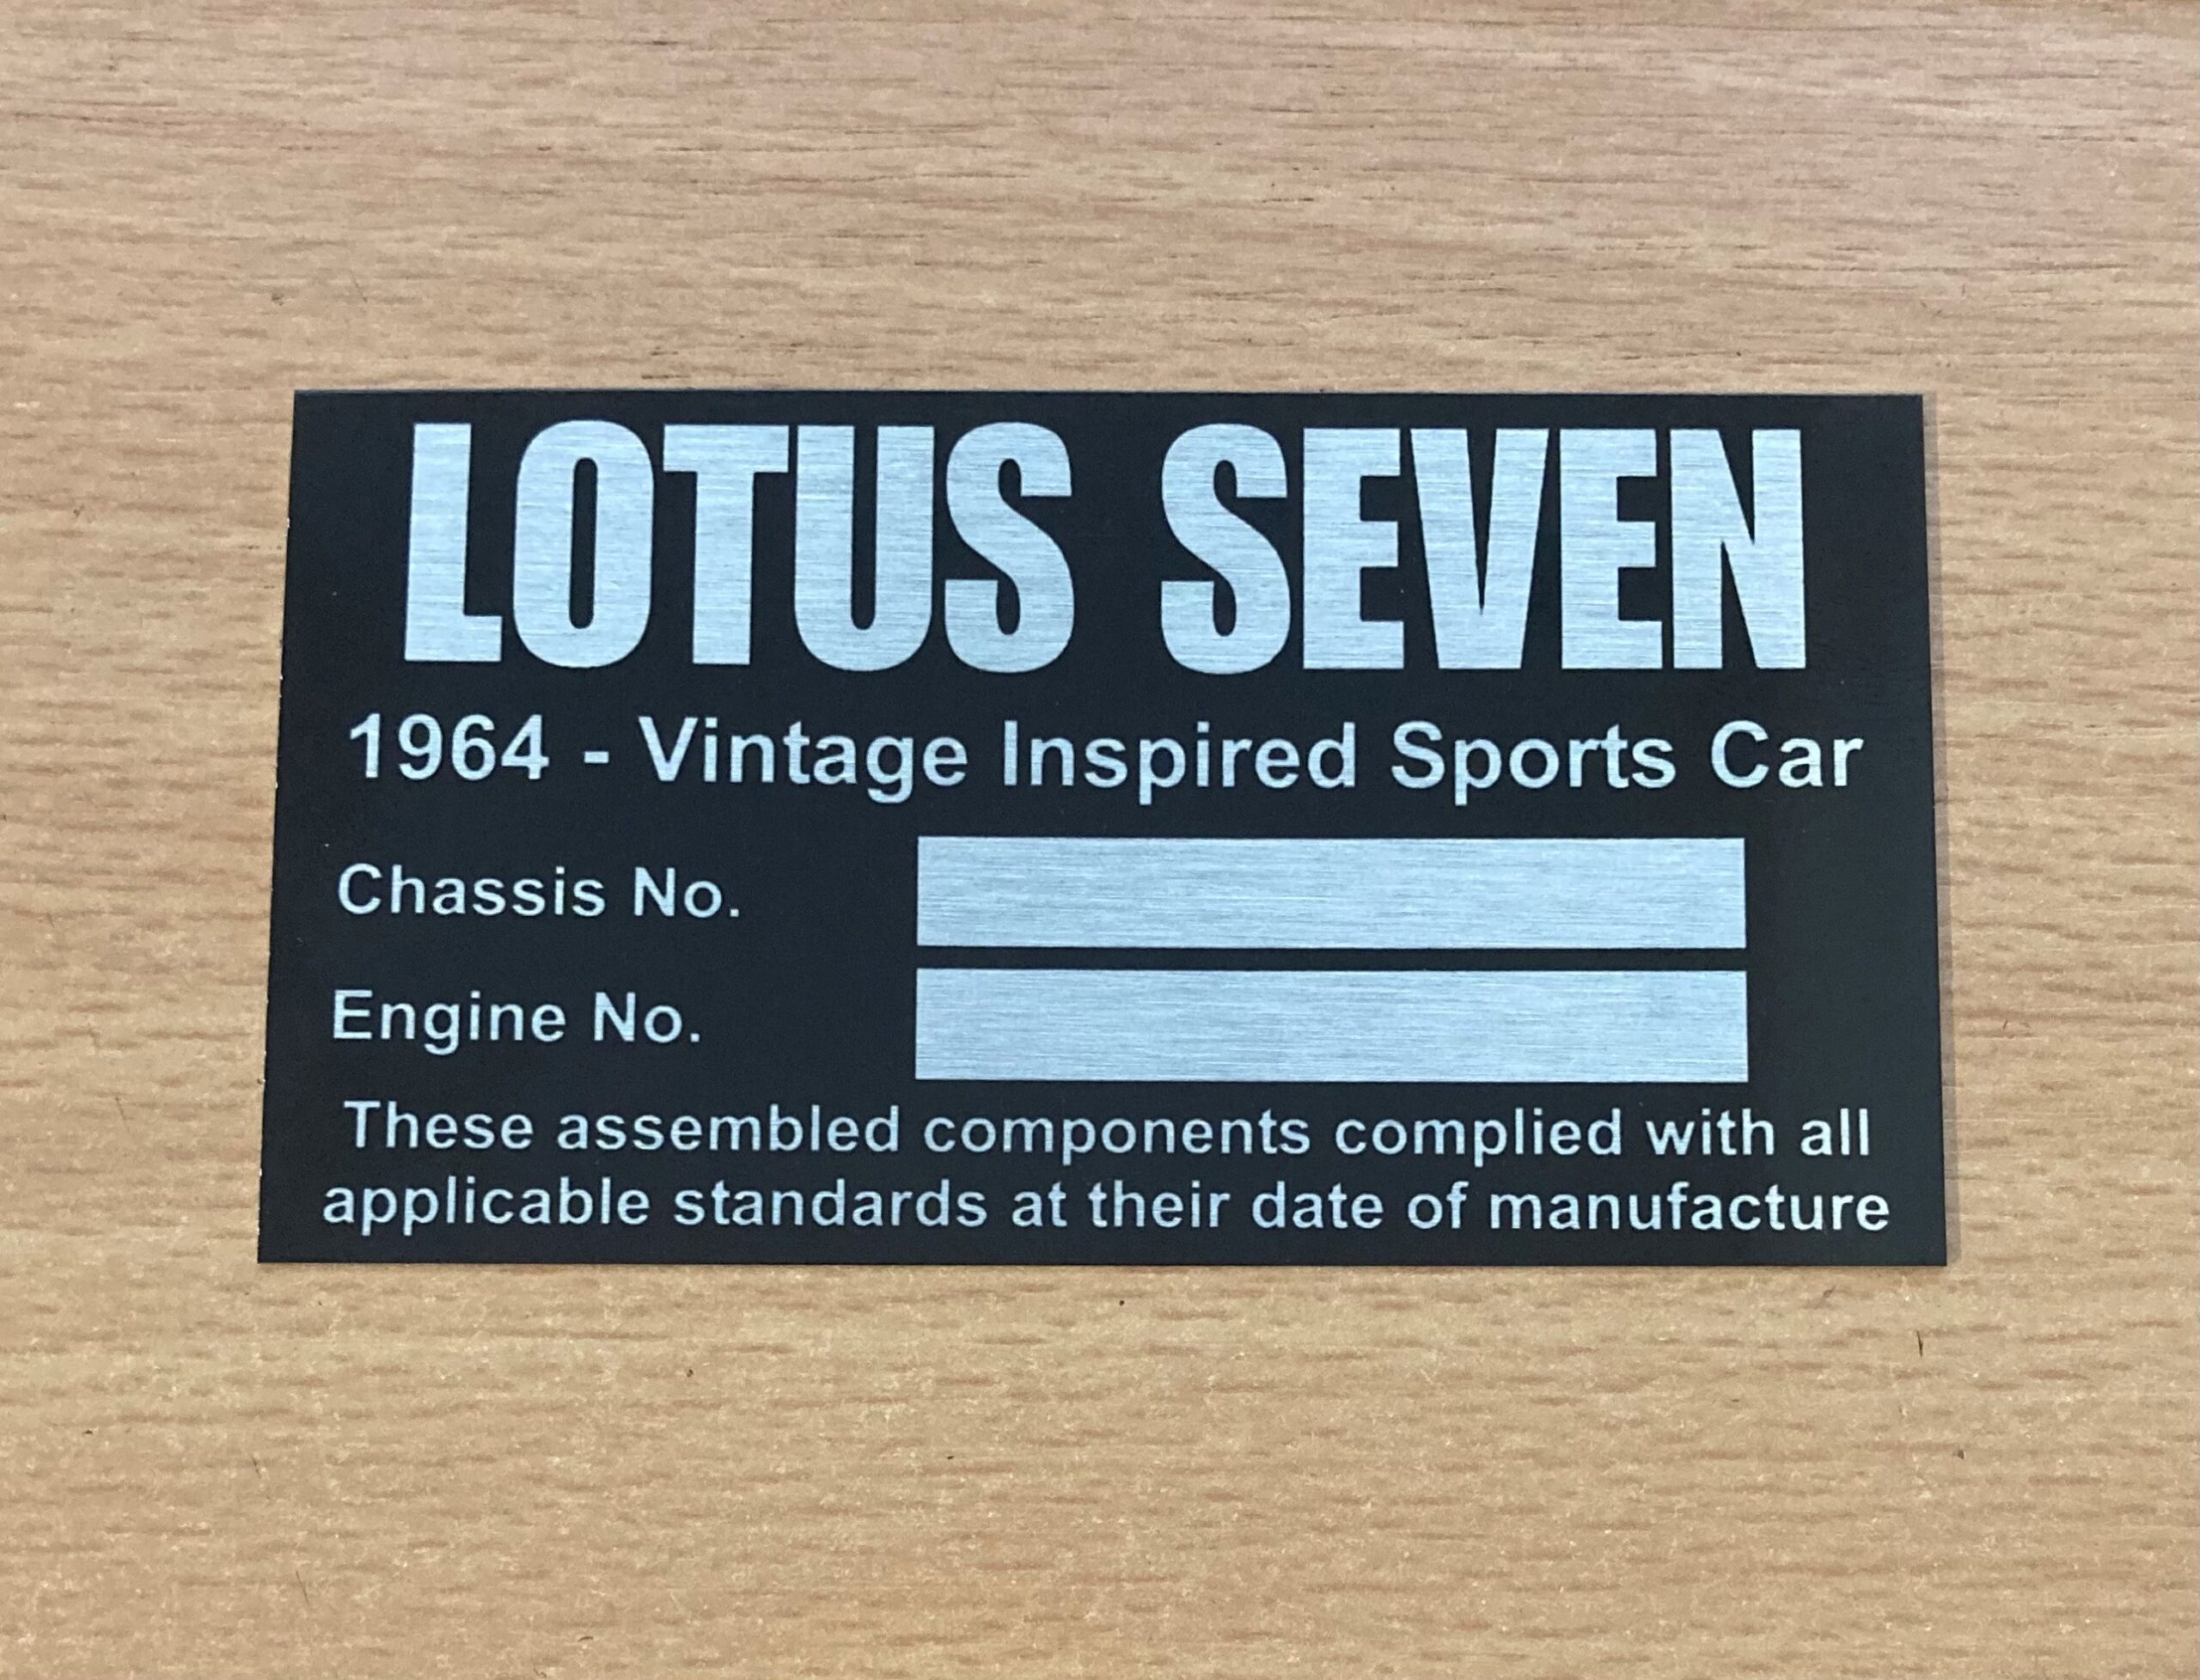 LOTUS SEVEN
1964 - Vintage Inspired Sports Car
Chassis No.
Engine No.
These assembled components complied with all
applicable standards at their date of manufacture